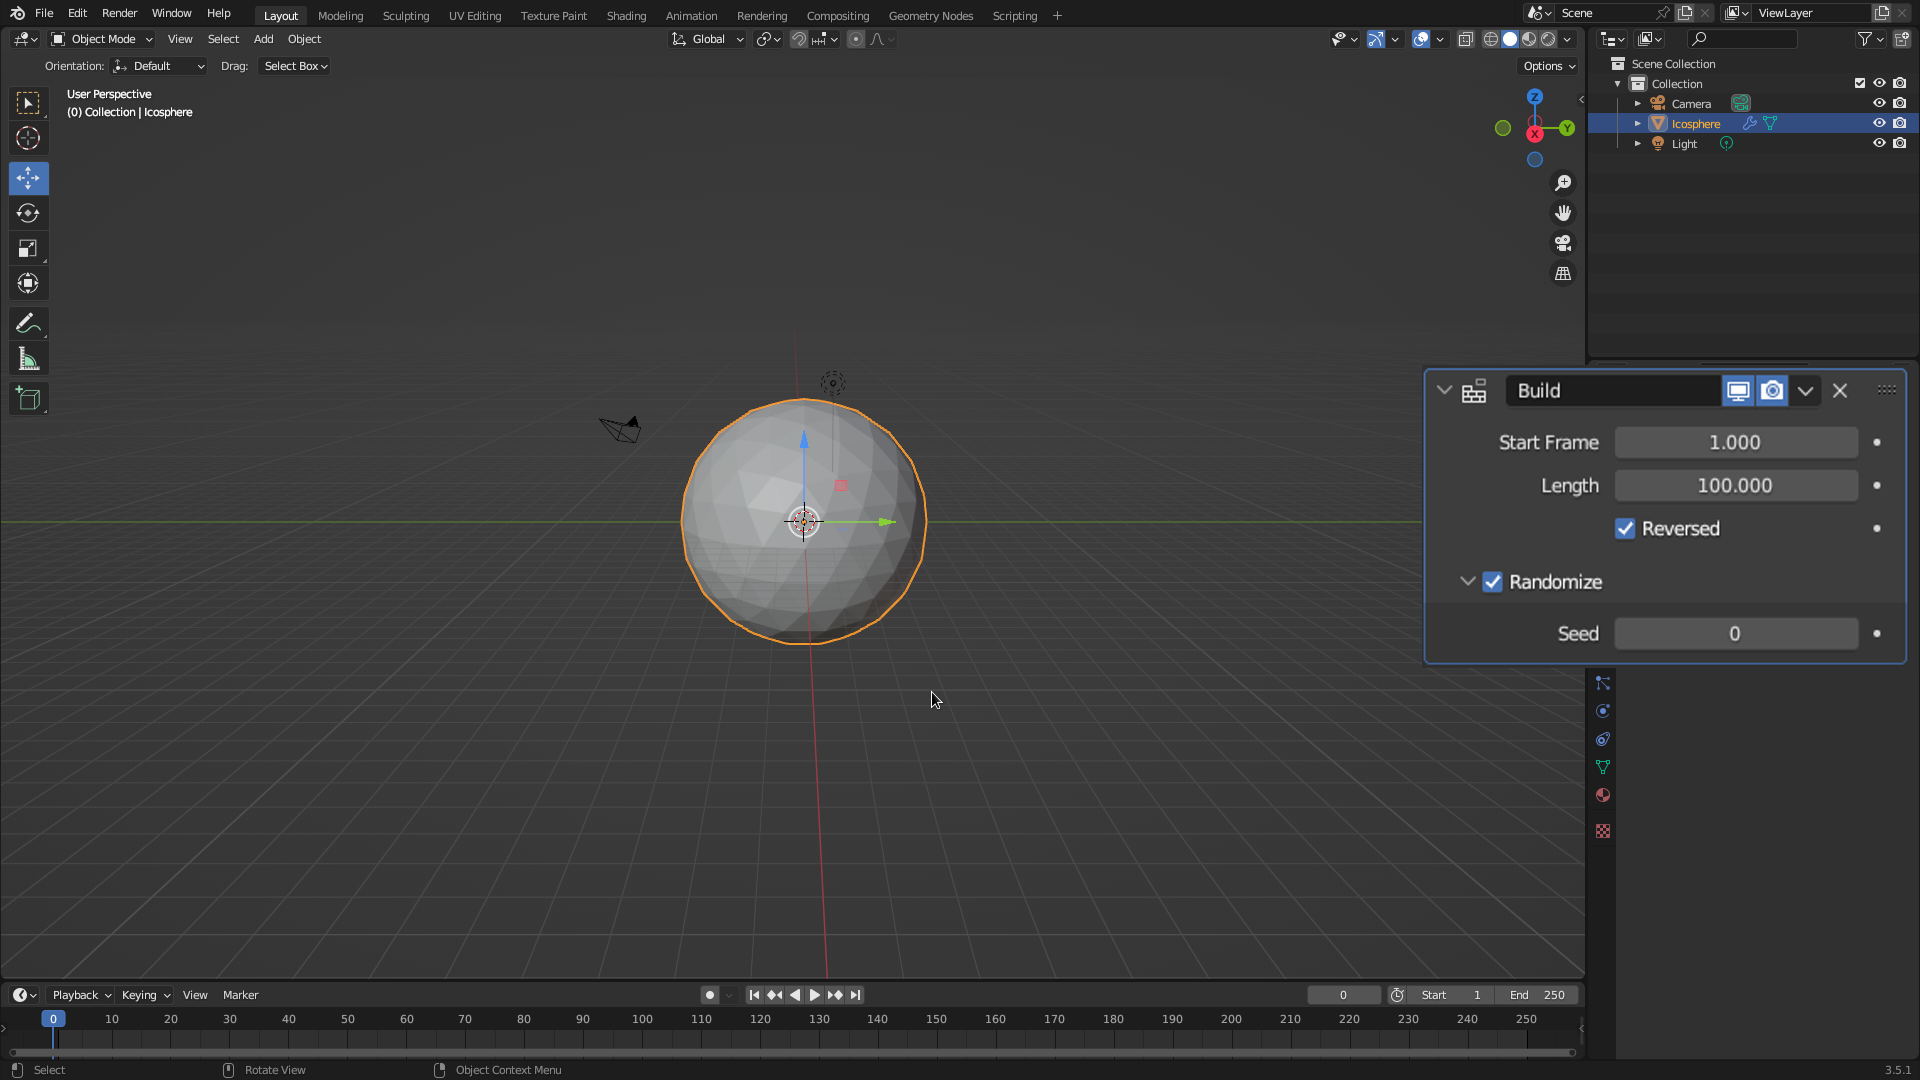 File Edit Render Window Help Layout Modeling Sculpting UV Editing Texture Paint Shading Animation Rendering Compositing Geometry Nodes Scripting + Scene ViewLayer
Object Mode View Select Add Object Global
Orientation: Default Drag: Select Box Options
User Perspective
(0) Collection | Icosphere
Z
Y
X
Scene Collection
Collection
Camera
Icosphere
Light
Build
Start Frame 1.000
Length 100.000
Reversed
Randomize
Seed 0
Playback Keying View Marker 0 Start 1 End 250
0 10 20 30 40 50 60 70 80 90 100 110 120 130 140 150 160 170 180 190 200 210 220 230 240 250
Select Rotate View Object Context Menu 3.5.1